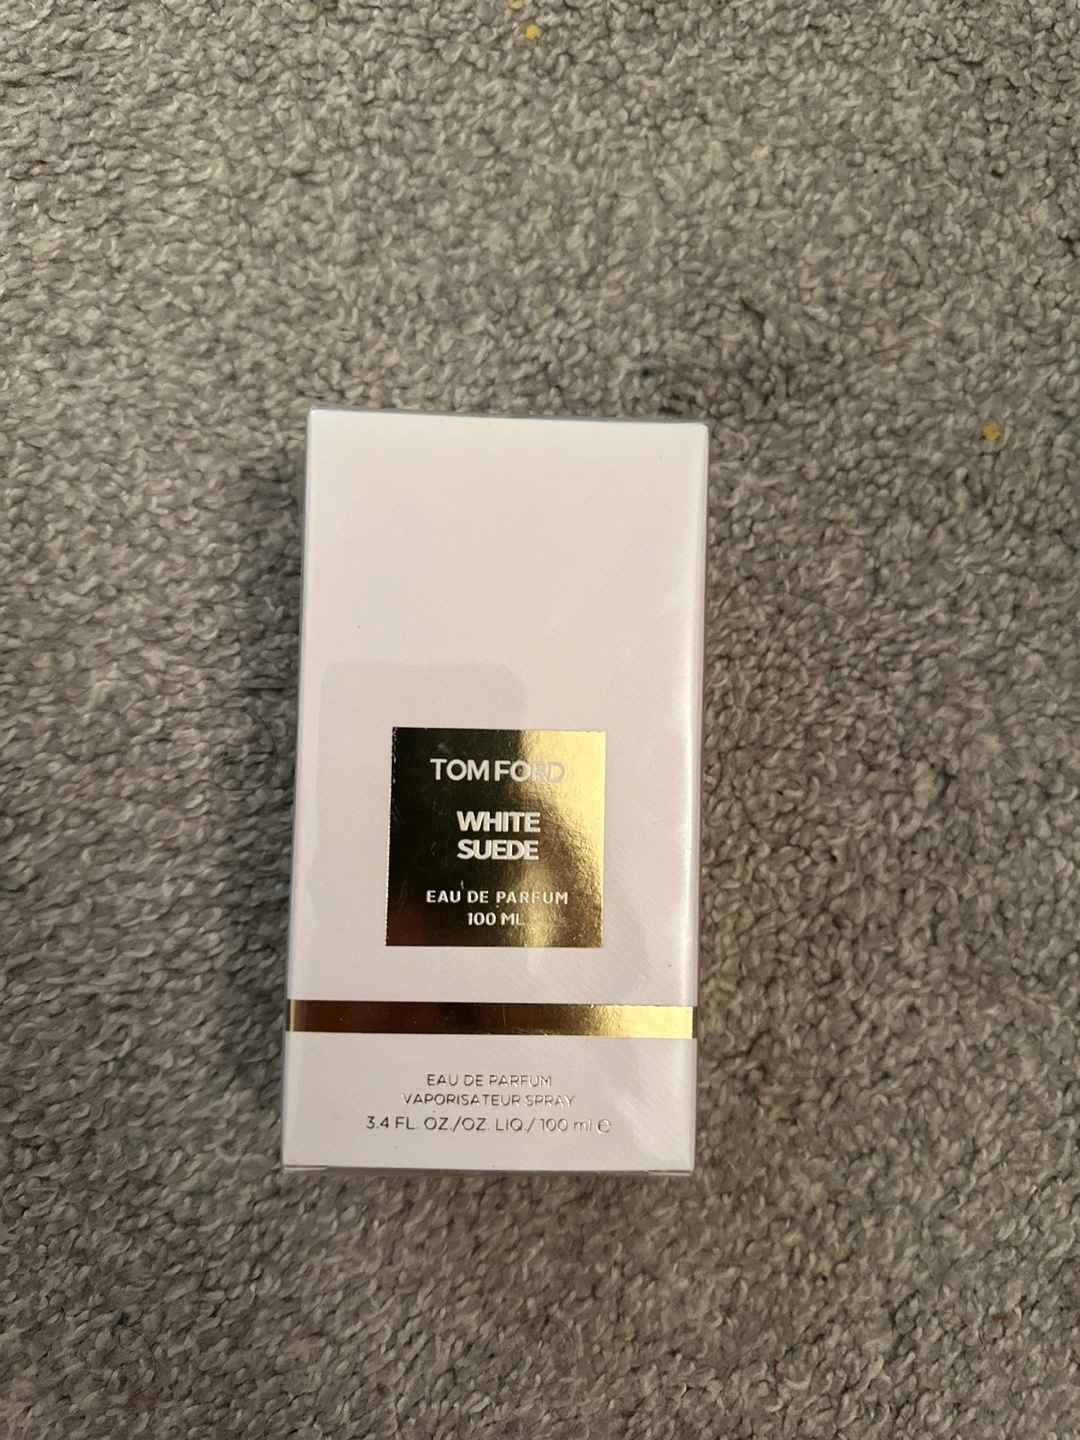 TOM FORD
WHITE
SUEDE
EAU DE PARFUM
100 ML
EAU DE PARFUM
VAPORISATEUR SPRAY
3.4 FL. OZ./OZ. LIQ./ 100 ml ℮